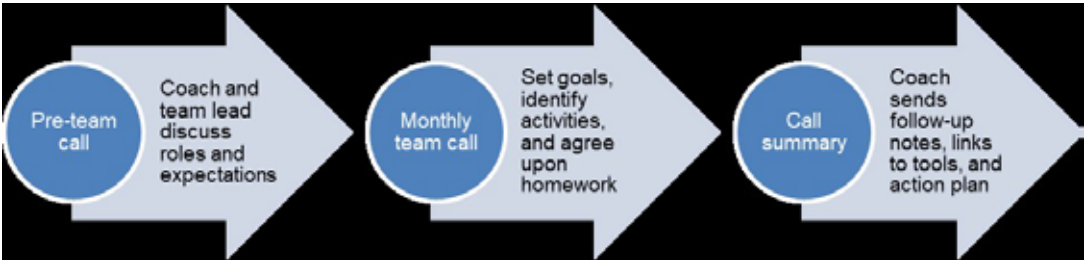 Pre-team
call
Coach and
team lead
discuss
roles and
expectations
Monthly
team call
Set goals,
identify
activities,
and agree
upon
homework
Call
summary
Coach
sends
follow-up
notes, links
to tools, and
action plan